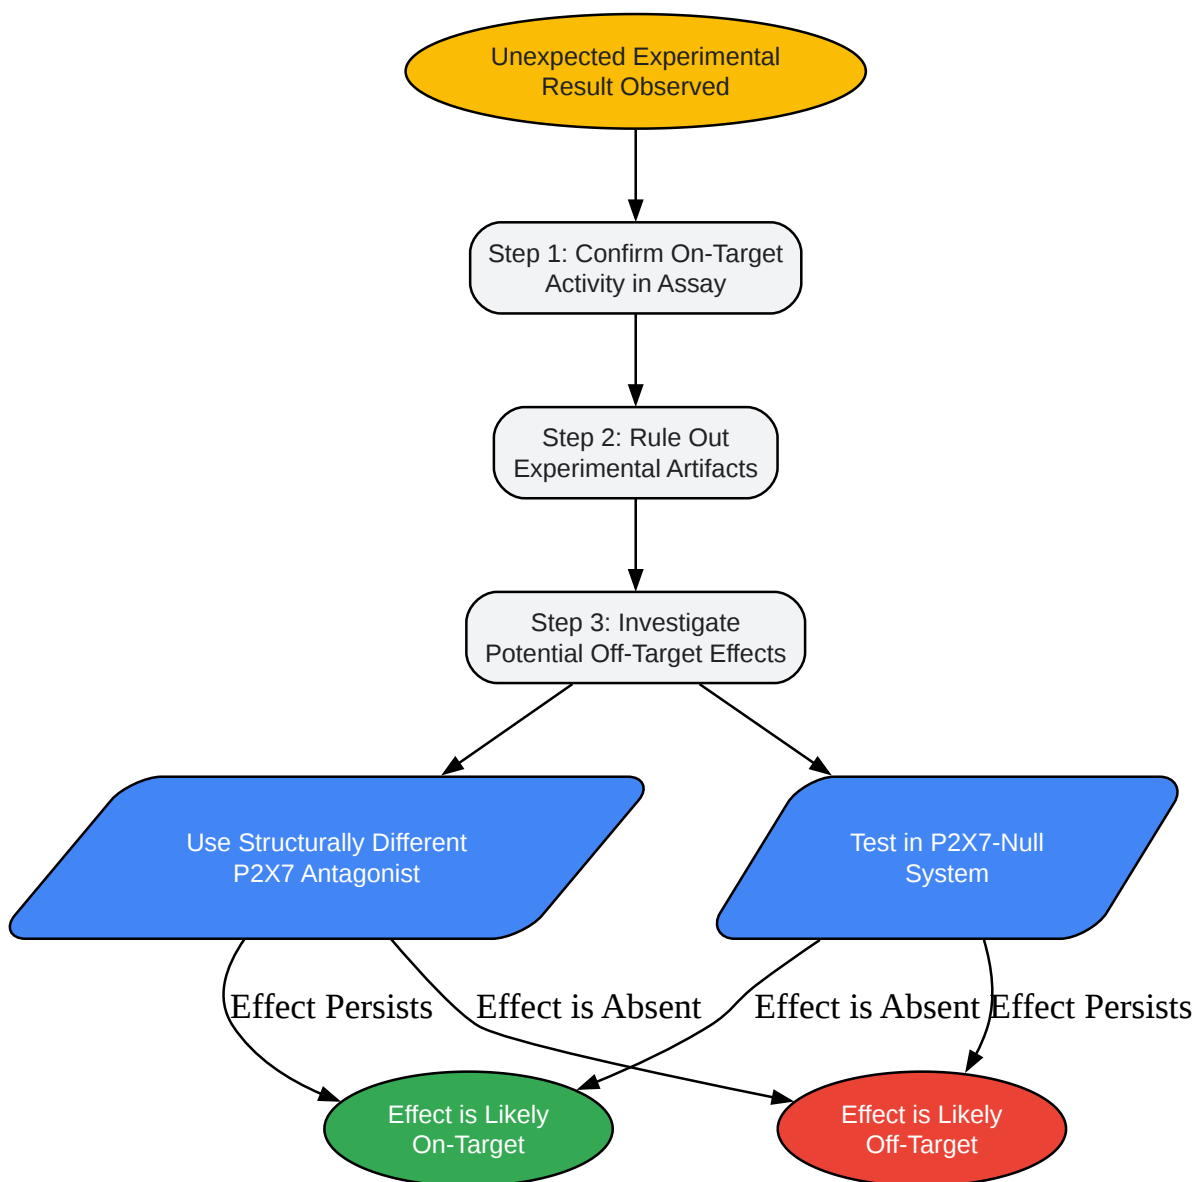 Unexpected Experimental
Result Observed
Step 1: Confirm On-Target
Activity in Assay
Step 2: Rule Out
Experimental Artifacts
Step 3: Investigate
Potential Off-Target Effects
Use Structurally Different
P2X7 Antagonist
Test in P2X7-Null
System
Effect Persists
Effect is Absent
Effect is Absent
Effect Persists
Effect is Likely
On-Target
Effect is Likely
Off-Target